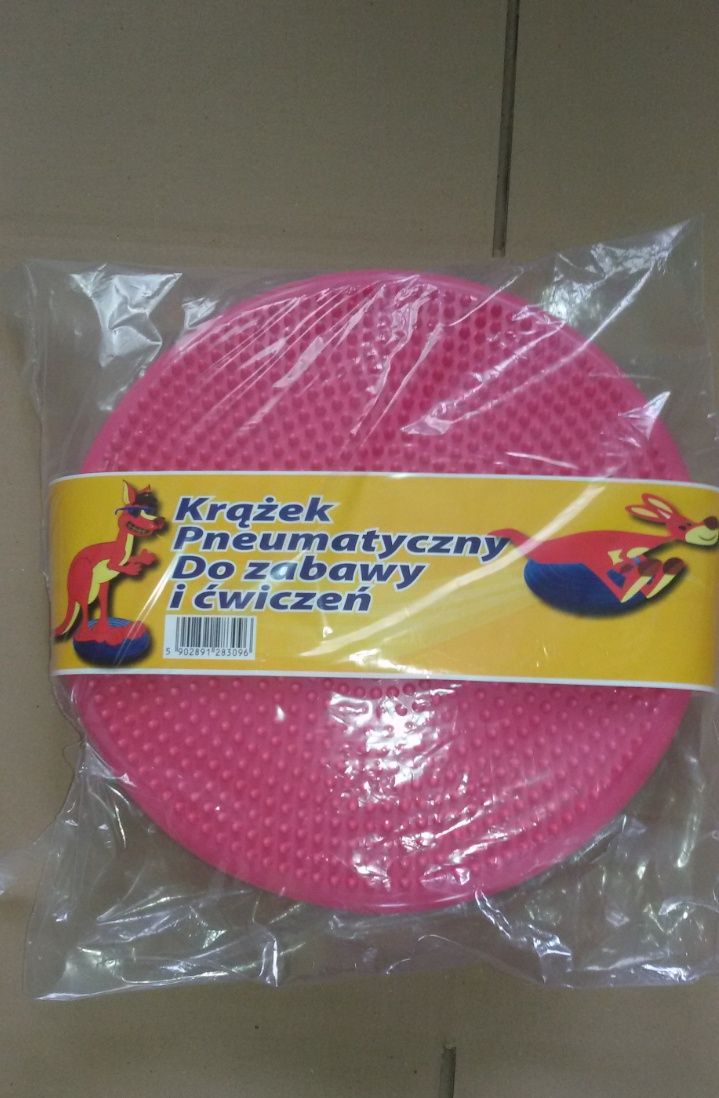 Krążek
Pneumatyczny
Do zabawy
i ćwiczeń
5 902891 283096